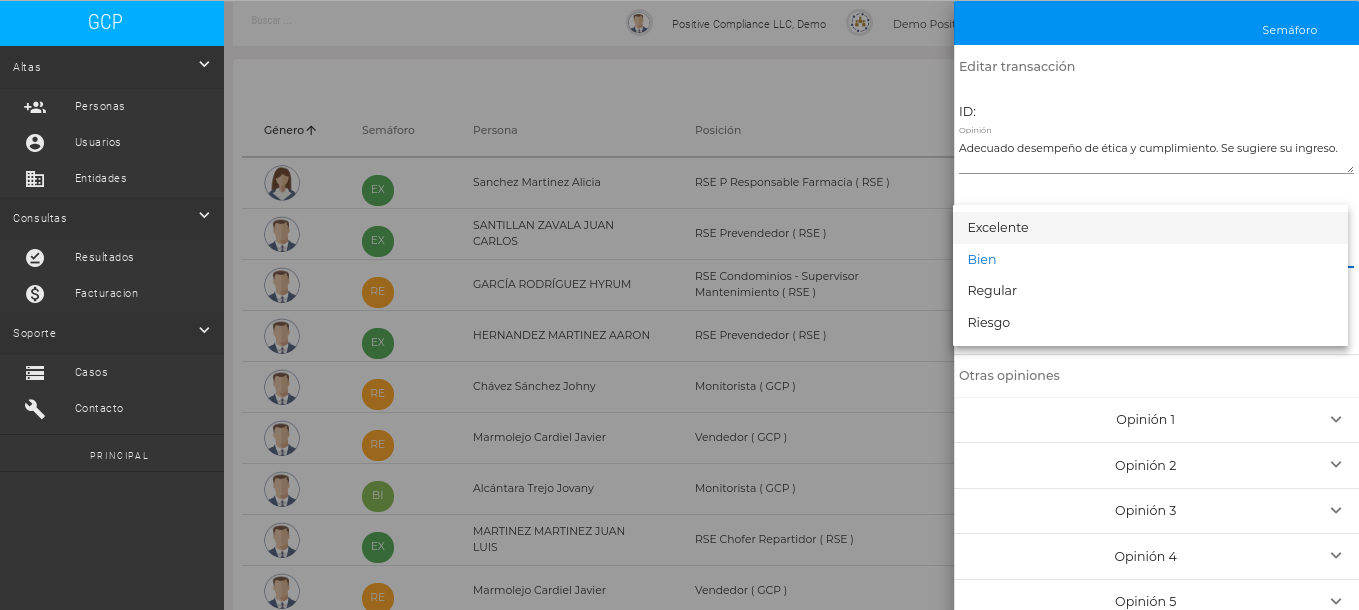 GCP
Altas
Personas
Usuarios
Entidades
Consultas
Resultados
Facturacion
Soporte
Casos
Contacto
PRINCIPAL
Buscar ...
Positive Compliance LLC, Demo
Demo Posit
Género
Semáforo
Persona
Posición
EX
Sanchez Martinez Alicia
RSE P Responsable Farmacia ( RSE )
EX
SANTILLAN ZAVALA JUAN
CARLOS
RSE Prevendedor ( RSE )
RE
GARCÍA RODRÍGUEZ HYRUM
RSE Condominios - Supervisor
Mantenimiento ( RSE )
EX
HERNANDEZ MARTINEZ AARON
RSE Prevendedor ( RSE )
RE
Chávez Sánchez Johny
Monitorista ( GCP )
RE
Marmolejo Cardiel Javier
Vendedor ( GCP )
BI
Alcántara Trejo Jovany
Monitorista ( GCP )
EX
MARTINEZ MARTINEZ JUAN
LUIS
RSE Chofer Repartidor ( RSE )
RE
Marmolejo Cardiel Javier
Vendedor ( GCP )
Semáforo
Editar transacción
ID:
Opinión
Adecuado desempeño de ética y cumplimiento. Se sugiere su ingreso.
Excelente
Bien
Regular
Riesgo
Otras opiniones
Opinión 1
Opinión 2
Opinión 3
Opinión 4
Opinión 5